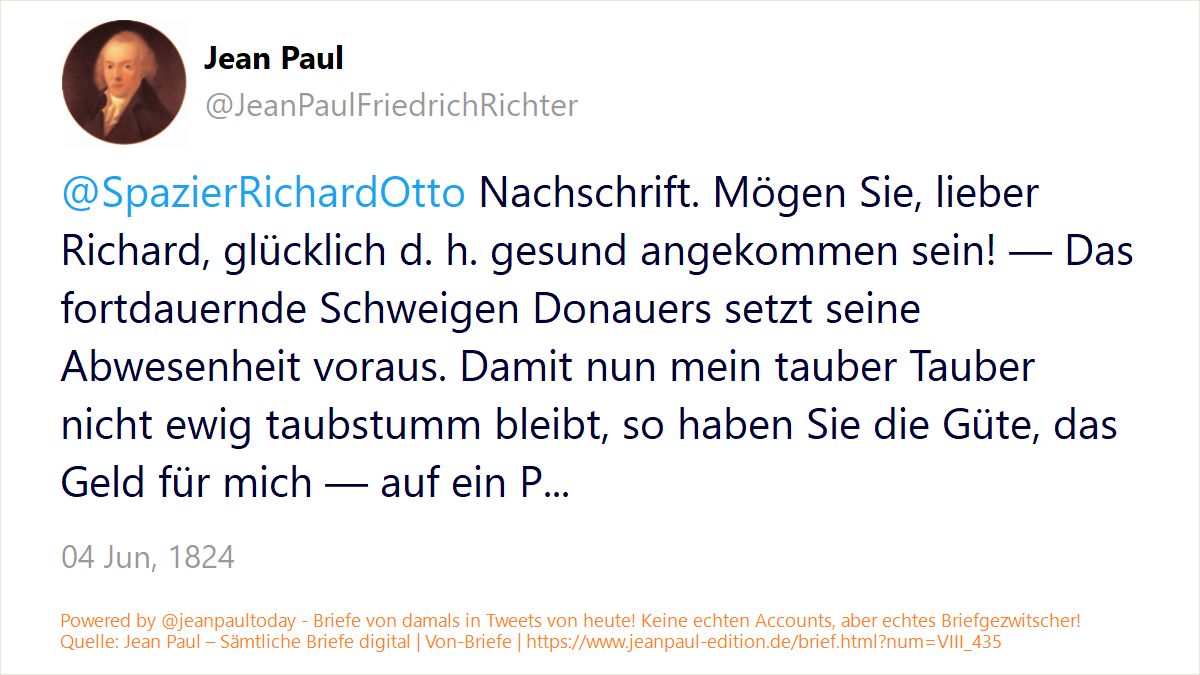 Jean Paul
@JeanPaulFriedrichRichter
@SpazierRichardOtto Nachschrift. Mögen Sie, lieber
Richard, glücklich d. h. gesund angekommen sein! — Das
fortdauernde Schweigen Donauers setzt seine
Abwesenheit voraus. Damit nun mein tauber Tauber
nicht ewig taubstumm bleibt, so haben Sie die Güte, das
Geld für mich — auf ein P...
04 Jun, 1824
Powered by @jeanpaultoday - Briefe von damals in Tweets von heute! Keine echten Accounts, aber echtes Briefgezwitscher!
Quelle: Jean Paul – Sämtliche Briefe digital | Von-Briefe | https://www.jeanpaul-edition.de/brief.html?num=VIII_435